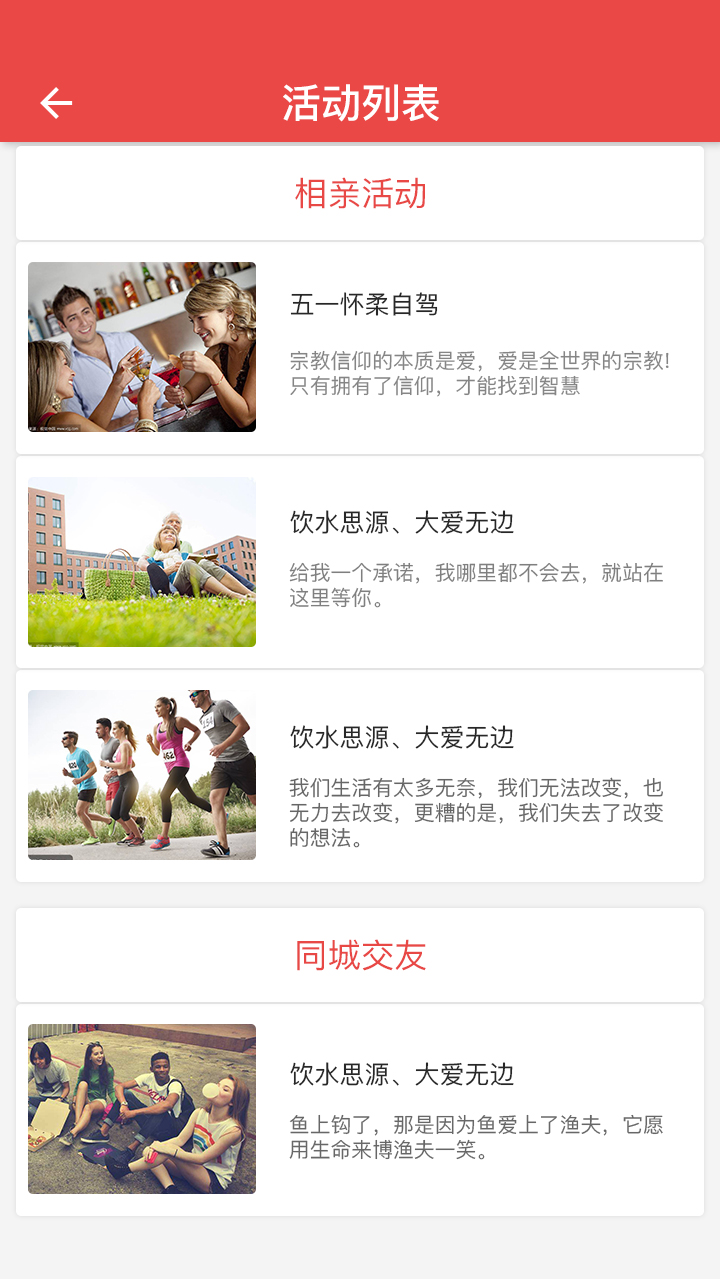 活动列表
相亲活动
五一怀柔自驾
宗教信仰的本质是爱，爱是全世界的宗教!
只有拥有了信仰，才能找到智慧
饮水思源、大爱无边
给我一个承诺，我哪里都不会去，就站在
这里等你。
饮水思源、大爱无边
我们生活有太多无奈，我们无法改变，也
无力去改变，更糟的是，我们失去了改变
的想法。
同城交友
饮水思源、大爱无边
鱼上钩了，那是因为鱼爱上了渔夫，它愿
用生命来博渔夫一笑。